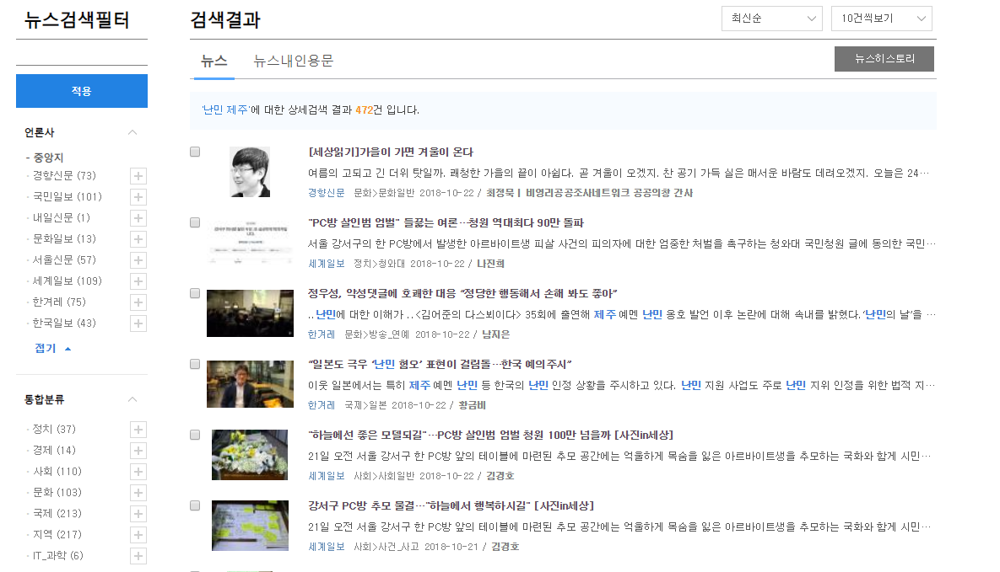 뉴스검색필터
적용
언론사
- 중앙지
경향신문 (73)
국민일보 (101)
내일신문 (1)
문화일보 (13)
서울신문 (57)
세계일보 (109)
한겨레 (75)
한국일보 (43)
접기
통합분류
정치 (37)
경제 (14)
사회 (110)
문화 (103)
국제 (213)
지역 (217)
IT_과학 (6)
검색결과
최신순
10건씩보기
뉴스 뉴스내인용문
뉴스히스토리
'난민 제주'에 대한 상세검색 결과 472건 입니다.
[세상읽기]가을이 가면 겨울이 온다
여름의 고되고 긴 더위 탓일까. 쾌청한 가을의 끝이 아쉽다. 곧 겨울이 오겠지. 찬 공기 가득 실은 매서운 바람도 데려오겠지. 오늘은 24…
경향신문 문화>문화일반 2018-10-22 / 최정묵ㅣ비영리공공조사네트워크 공공의창 간사
"PC방 살인범 엄벌" 들끓는 여론…청원 역대최다 90만 돌파
서울 강서구의 한 PC방에서 발생한 아르바이트생 피살 사건의 피의자에 대한 엄중한 처벌을 촉구하는 청와대 국민청원 글에 동의한 국민…
세계일보 정치>청와대 2018-10-22 / 나진희
정우성, 악성댓글에 호쾌한 대응 “정당한 행동해서 손해 봐도 좋아”
..난민에 대한 이해가 ..<김어준의 다스뵈이다> 35회에 출연해 제주 예멘 난민 옹호 발언 이후 논란에 대해 속내를 밝혔다.‘난민의 날’을 …
한겨레 문화>방송_연예 2018-10-22 / 남지은
“일본도 극우 ‘난민 혐오’ 표현이 걸림돌…한국 예의주시”
이웃 일본에서는 특히 제주 예멘 난민 등 한국의 난민 인정 상황을 주시하고 있다. 난민 지원 사업도 주로 난민 지위 인정을 위한 법적 지…
한겨레 국제>일본 2018-10-22 / 황금비
"하늘에선 좋은 모델되길"…PC방 살인범 엄벌 청원 100만 넘을까 [사진in세상]
21일 오전 서울 강서구 한 PC방 앞의 테이블에 마련된 추모 공간에는 억울하게 목숨을 잃은 아르바이트생을 추모하는 국화와 함께 시민…
세계일보 사회>사회일반 2018-10-22 / 김경호
강서구 PC방 추모 물결…"하늘에서 행복하시길" [사진in세상]
21일 오전 서울 강서구 한 PC방 앞의 테이블에 마련된 추모 공간에는 억울하게 목숨을 잃은 아르바이트생을 추모하는 국화와 함께 시민…
세계일보 사회>사건_사고 2018-10-21 / 김경호